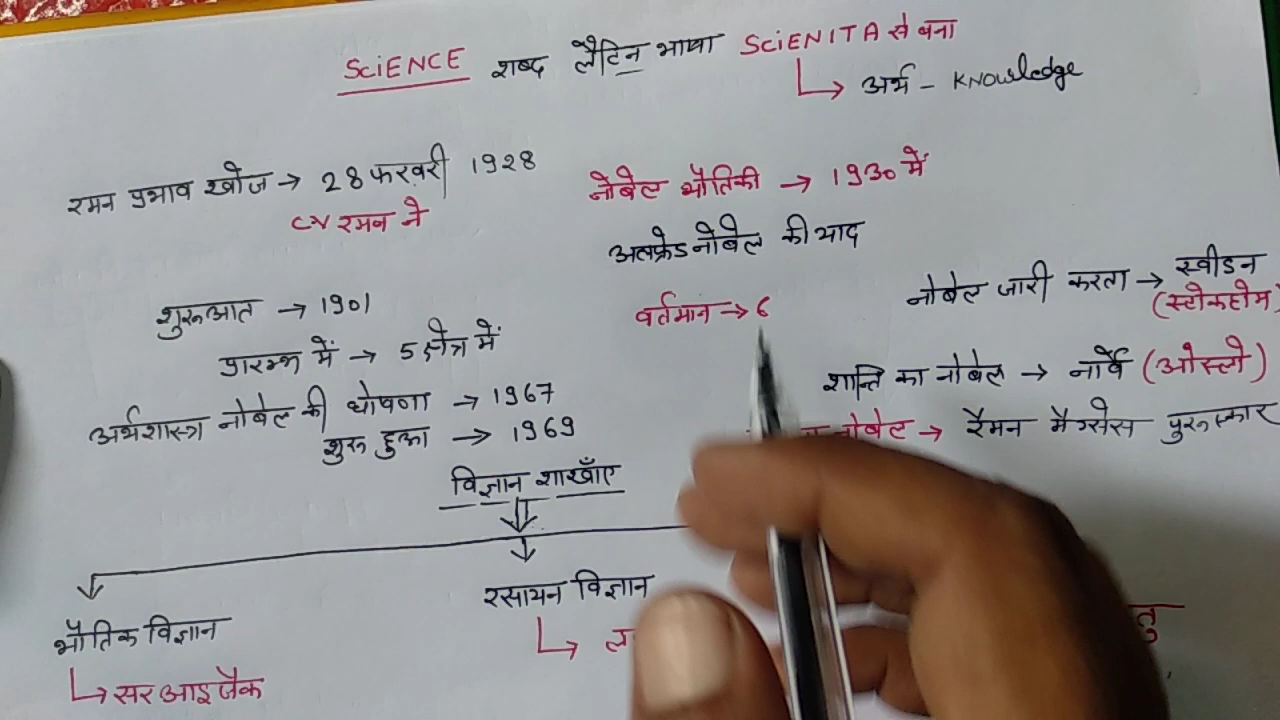 SCiENCE शब्द लैटिन भाषा SCiENITA से बना
अर्थ - KNOWledge
रमन प्रभाव खोज → 28 फरवरी 1928
CV रमन ने
नोबेल भौतिकी → 1930 में
अल्फ्रेड नोबेल की याद
शुरुआत → 1901
वर्तमान → 6
नोबेल जारी करता → स्वीडन
(स्टोकहोम)
प्रारम्भ में → 5 क्षेत्र में
शान्ति का नोबेल → नार्वे (ओस्लो)
अर्थशास्त्र नोबेल की घोषणा → 1967
शुरु हुआ → 1969
नोबेल → रैमन मैग्सेस पुरुस्कार
विज्ञान शाखाँए
भौतिक विज्ञान
सर आइजैक
रसायन विज्ञान